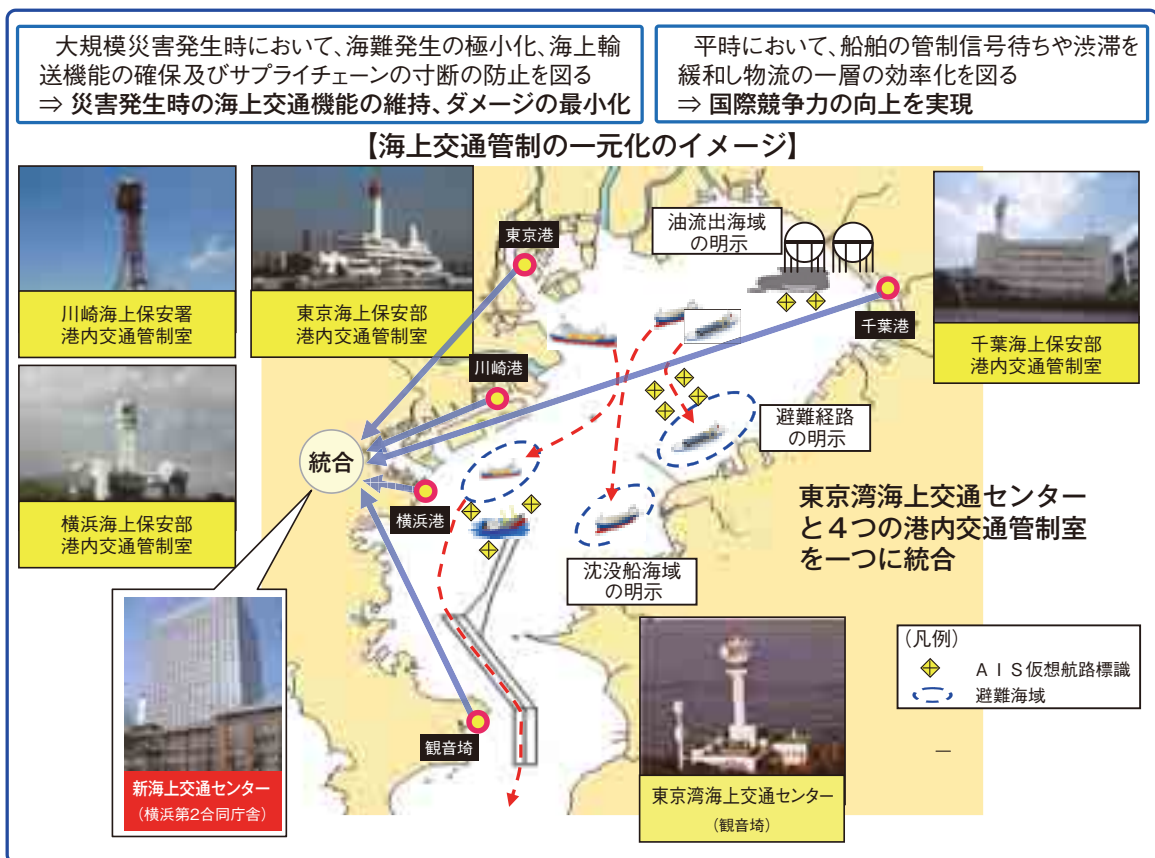 大規模災害発生時において、海難発生の極小化、海上輸
送機能の確保及びサプライチェーンの寸断の防止を図る
⇒ 災害発生時の海上交通機能の維持、ダメージの最小化
平時において、船舶の管制信号待ちや渋滞を
緩和し物流の一層の効率化を図る
⇒ 国際競争力の向上を実現
【海上交通管制の一元化のイメージ】
川崎海上保安署
港内交通管制室
東京海上保安部
港内交通管制室
東京港
油流出海域
の明示
千葉港
千葉海上保安部
港内交通管制室
川崎港
横浜海上保安部
港内交通管制室
統合
横浜港
避難経路
の明示
沈没船海域
の明示
東京湾海上交通センター
と4つの港内交通管制室
を一つに統合
新海上交通センター
(横浜第2合同庁舎)
観音埼
東京湾海上交通センター
(観音埼)
(凡例)
AIS仮想航路標識
避難海域